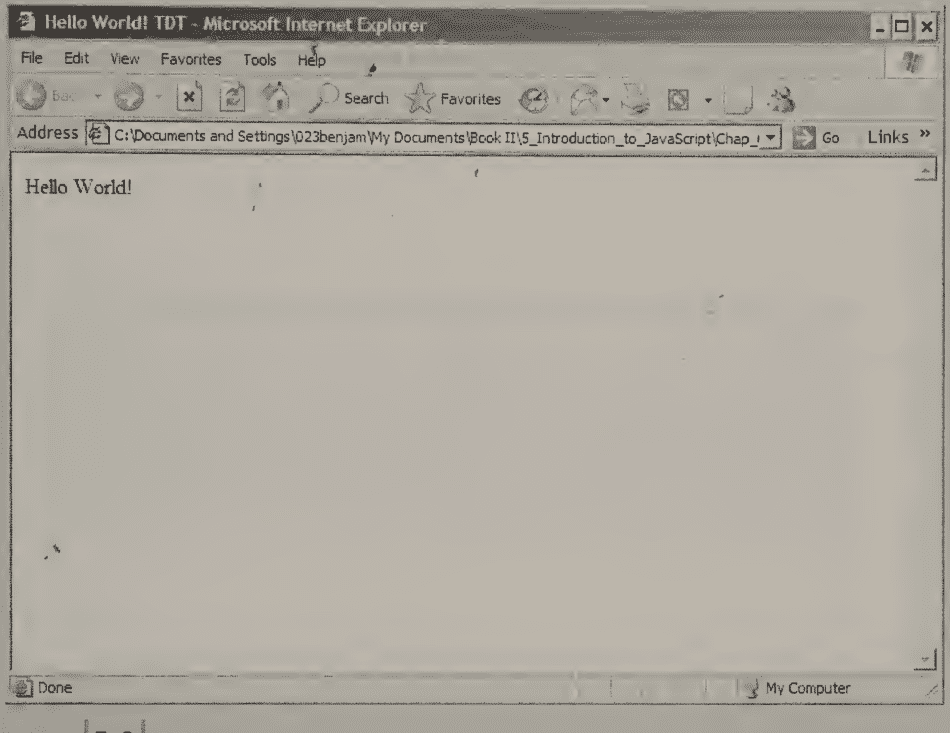 Hello World! TDT - Microsoft Internet Explorer
File Edit View Favorites Tools Help
Search Favorites
Address C:\Documents and Settings\023benjam\My Documents\Book II\5_Introduction_to_JavaScript\Chap_ Go Links »
Hello World!
Done My Computer